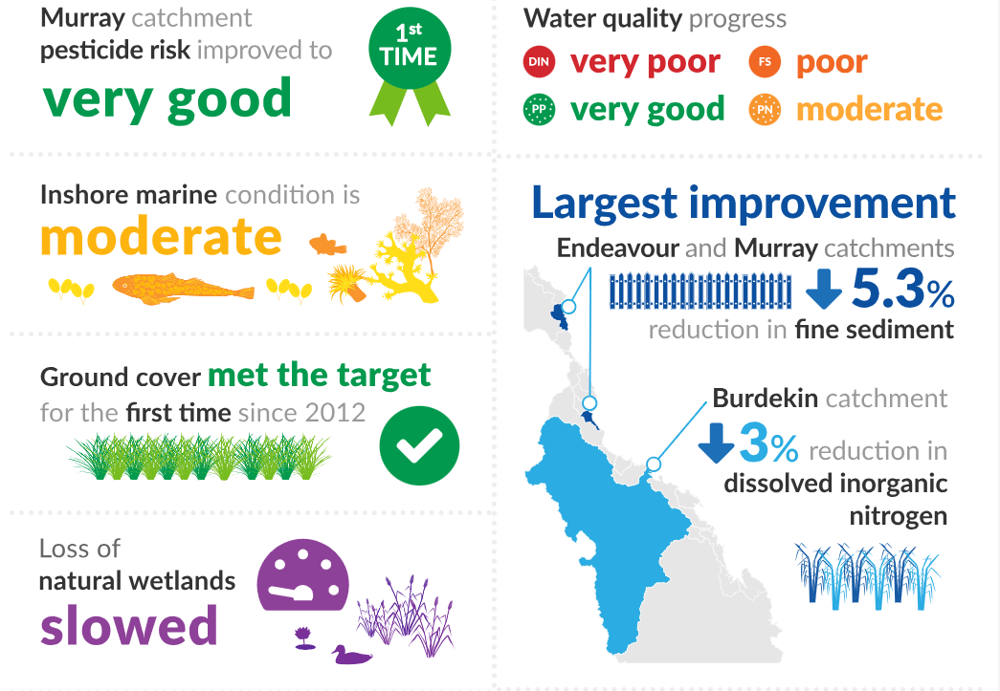 Murray catchment
pesticide risk improved to
very good
1st
TIME
Water quality progress
DIN very poor FS poor
PP very good PN moderate
Inshore marine condition is
moderate
Largest improvement
Endeavour and Murray catchments
5.3%
reduction in fine sediment
Ground cover met the target
for the first time since 2012
Burdekin catchment
3% reduction in
dissolved inorganic
nitrogen
Loss of
natural wetlands
slowed